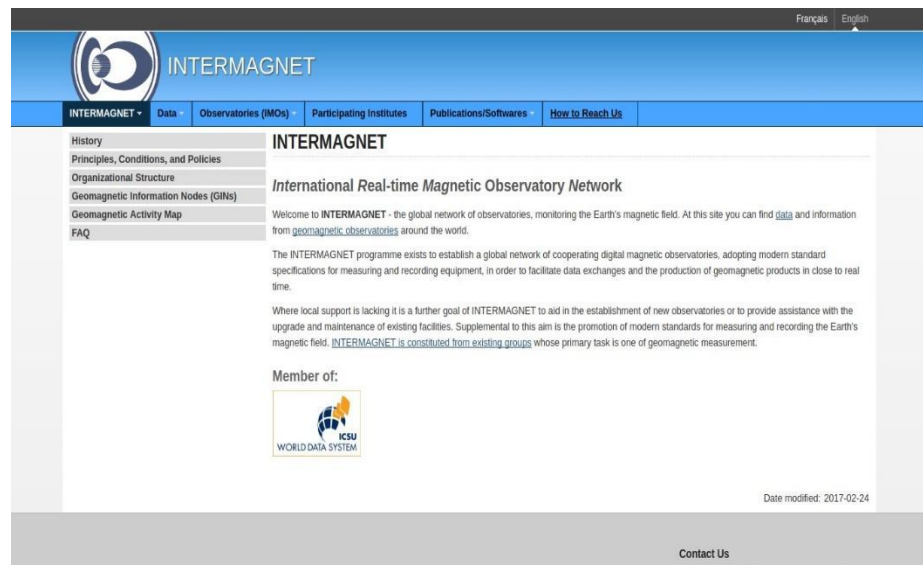 Français English
INTERMAGNET
INTERMAGNET Data Observatories (IMOs) Participating Institutes Publications/Softwares How to Reach Us
History
Principles, Conditions, and Policies
Organizational Structure
Geomagnetic Information Nodes (GINs)
Geomagnetic Activity Map
FAQ
INTERMAGNET
International Real-time Magnetic Observatory Network
Welcome to INTERMAGNET - the global network of observatories, monitoring the Earth's magnetic field. At this site you can find data and information
from geomagnetic observatories around the world.
The INTERMAGNET programme exists to establish a global network of cooperating digital magnetic observatories, adopting modern standard
specifications for measuring and recording equipment, in order to facilitate data exchanges and the production of geomagnetic products in close to real
time.
Where local support is lacking it is a further goal of INTERMAGNET to aid in the establishment of new observatories or to provide assistance with the
upgrade and maintenance of existing facilities. Supplemental to this aim is the promotion of modern standards for measuring and recording the Earth's
magnetic field. INTERMAGNET is constituted from existing groups whose primary task is one of geomagnetic measurement.
Member of:
ICSU
WORLD DATA SYSTEM
Date modified: 2017-02-24
Contact Us